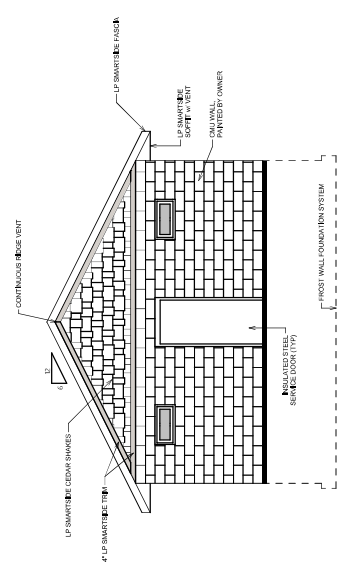 CONTINUOUS RIDGE VENT
12
6
LP SMARTSIDE CEDAR SHAKES
4" LP SMARTSIDE TRIM
LP SMARTSIDE FASCIA
LP SMARTSIDE
SOFFIT w/ VENT
CMU WALL,
PAINTED BY OWNER
INSULATED STEEL
SERVICE DOOR (TYP)
FROST WALL FOUNDATION SYSTEM